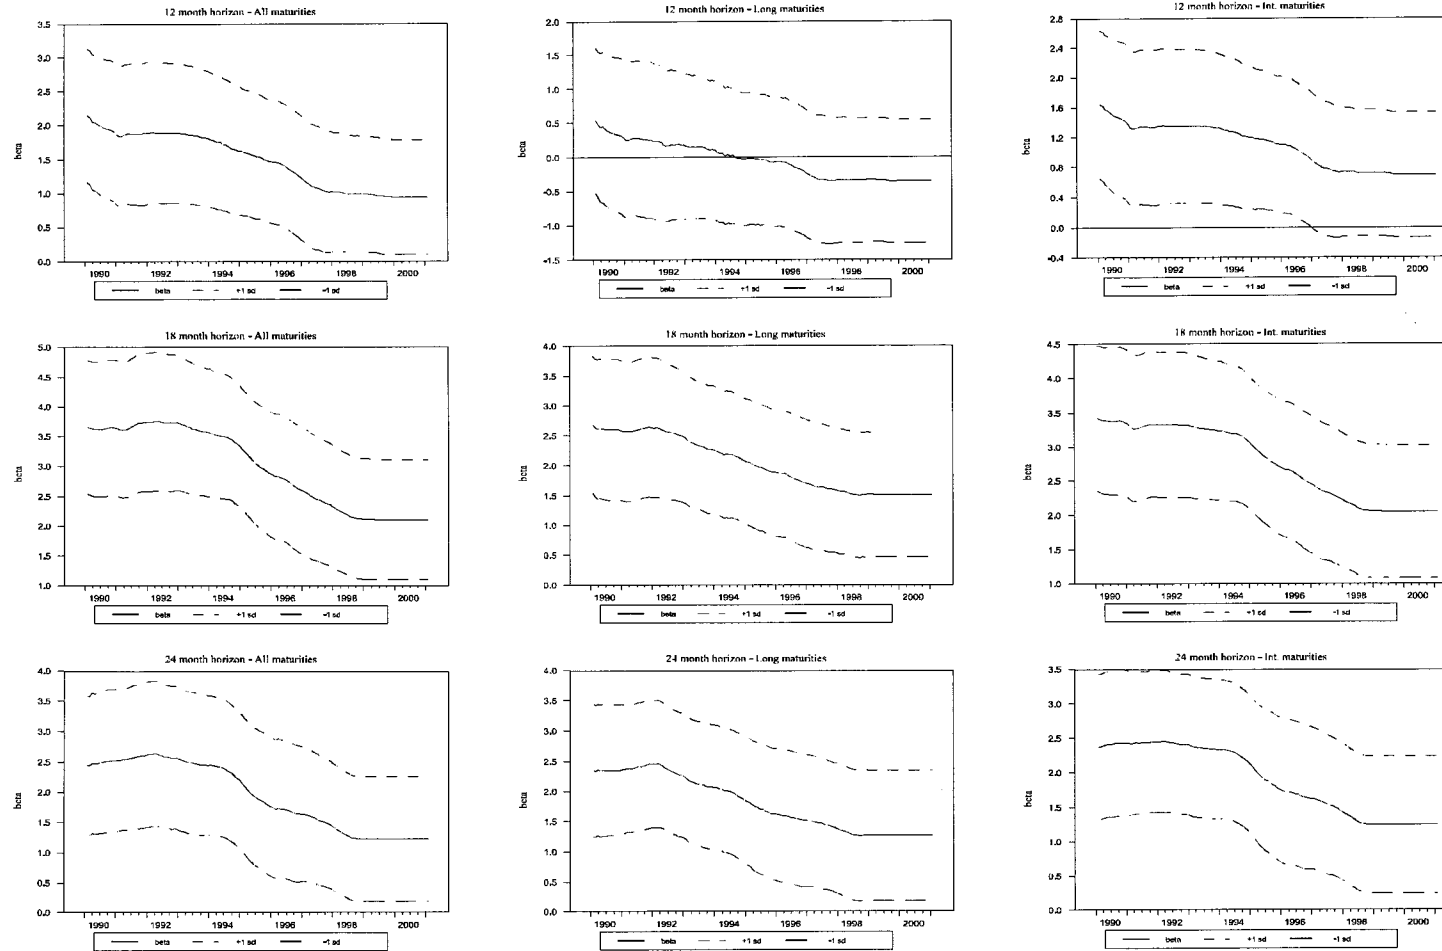 12 month horizon - All maturities
3.5
3.0
2.5
2.0
1.5
1.0
0.5
0.0
beta
1990 1992 1994 1996 1998 2000
beta +1 sd -1 sd
12 month horizon - Long maturities
2.0
1.5
1.0
0.5
0.0
-0.5
-1.0
-1.5
beta
1990 1992 1994 1996 1998 2000
beta +1 sd -1 sd
12 month horizon - Int. maturities
2.8
2.4
2.0
1.6
1.2
0.8
0.4
0.0
-0.4
beta
1990 1992 1994 1996 1998 2000
beta +1 sd -1 sd
18 month horizon - All maturities
5.0
4.5
4.0
3.5
3.0
2.5
2.0
1.5
1.0
beta
1990 1992 1994 1996 1998 2000
beta +1 sd -1 sd
18 month horizon - Long maturities
4.0
3.5
3.0
2.5
2.0
1.5
1.0
0.5
0.0
beta
1990 1992 1994 1996 1998 2000
beta +1 sd -1 sd
18 month horizon - Int. maturities
4.5
4.0
3.5
3.0
2.5
2.0
1.5
1.0
beta
1990 1992 1994 1996 1998 2000
beta +1 sd -1 sd
24 month horizon - All maturities
4.0
3.5
3.0
2.5
2.0
1.5
1.0
0.5
0.0
beta
1990 1992 1994 1996 1998 2000
beta +1 sd -1 sd
24 month horizon - Long maturities
4.0
3.5
3.0
2.5
2.0
1.5
1.0
0.5
0.0
beta
1990 1992 1994 1996 1998 2000
beta +1 sd -1 sd
24 month horizon - Int. maturities
3.5
3.0
2.5
2.0
1.5
1.0
0.5
0.0
beta
1990 1992 1994 1996 1998 2000
beta +1 sd -1 sd